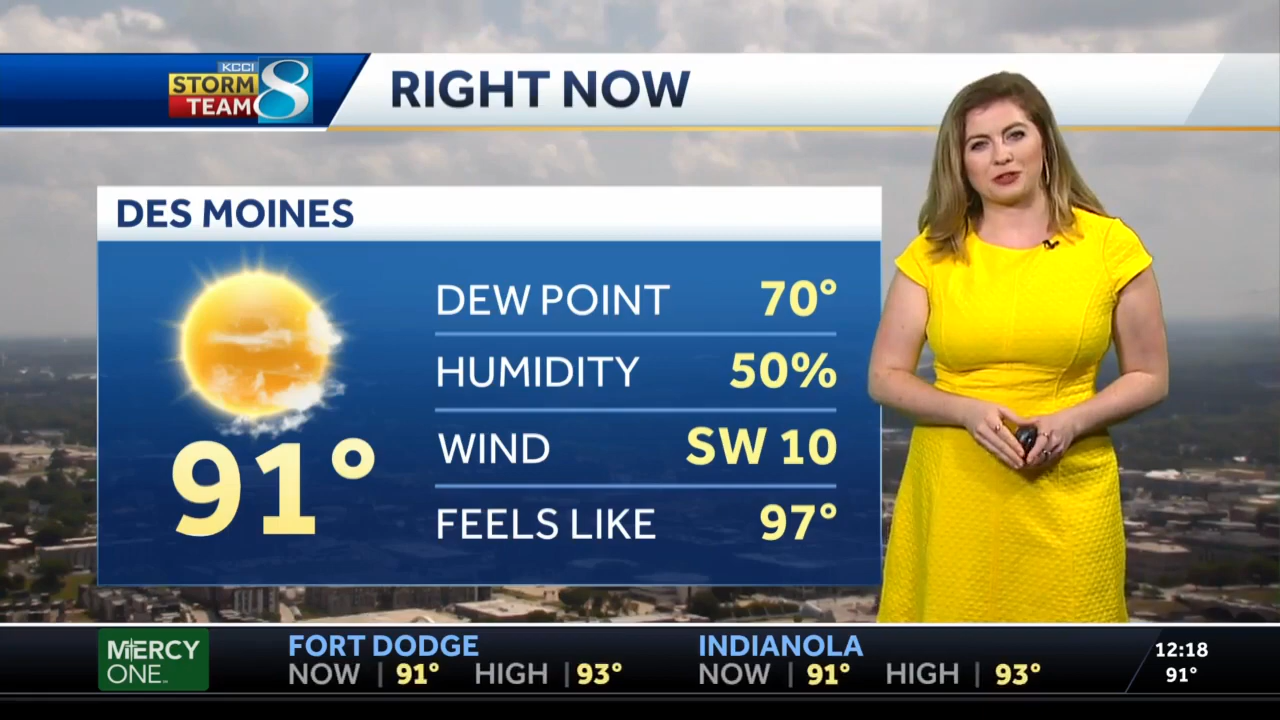 KCCI
STORM
TEAM 8
RIGHT NOW
DES MOINES
91°
DEW POINT 70°
HUMIDITY 50%
WIND SW 10
FEELS LIKE 97°
MERCY
ONE
FORT DODGE
NOW | 91° HIGH | 93°
INDIANOLA
NOW | 91° HIGH | 93°
12:18
91°